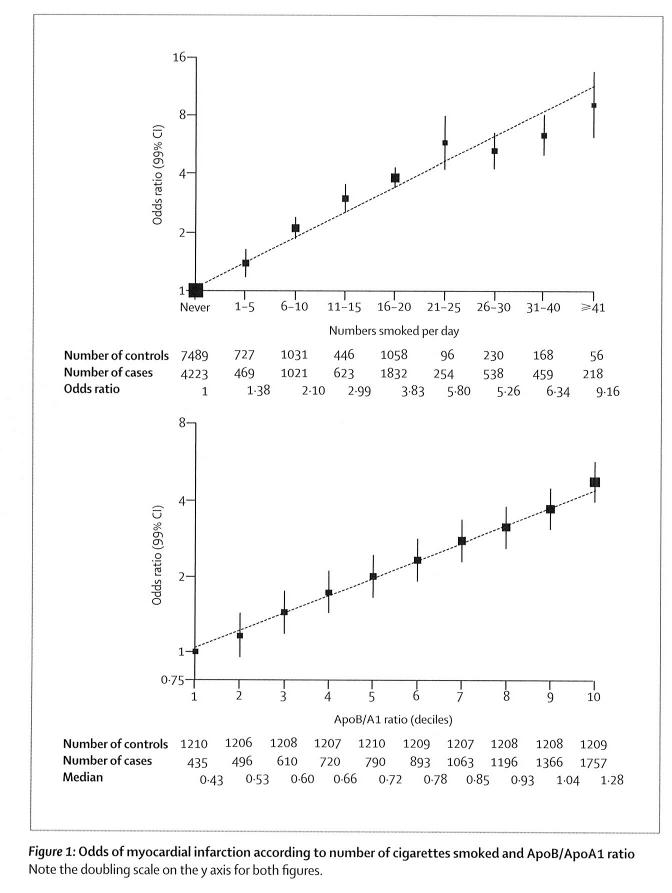 16
8
4
2
1
Odds ratio (99% CI)
Never 1–5 6–10 11–15 16–20 21–25 26–30 31–40 ⩾41
Numbers smoked per day
Number of controls 7489 727 1031 446 1058 96 230 168 56
Number of cases 4223 469 1021 623 1832 254 538 459 218
Odds ratio 1 1·38 2·10 2·99 3·83 5·80 5·26 6·34 9·16
8
4
2
1
0·75
Odds ratio (99% CI)
1 2 3 4 5 6 7 8 9 10
ApoB/A1 ratio (deciles)
Number of controls 1210 1206 1208 1207 1210 1209 1207 1208 1208 1209
Number of cases 435 496 610 720 790 893 1063 1196 1366 1757
Median 0·43 0·53 0·60 0·66 0·72 0·78 0·85 0·93 1·04 1·28
Figure 1: Odds of myocardial infarction according to number of cigarettes smoked and ApoB/ApoA1 ratio
Note the doubling scale on the y axis for both figures.